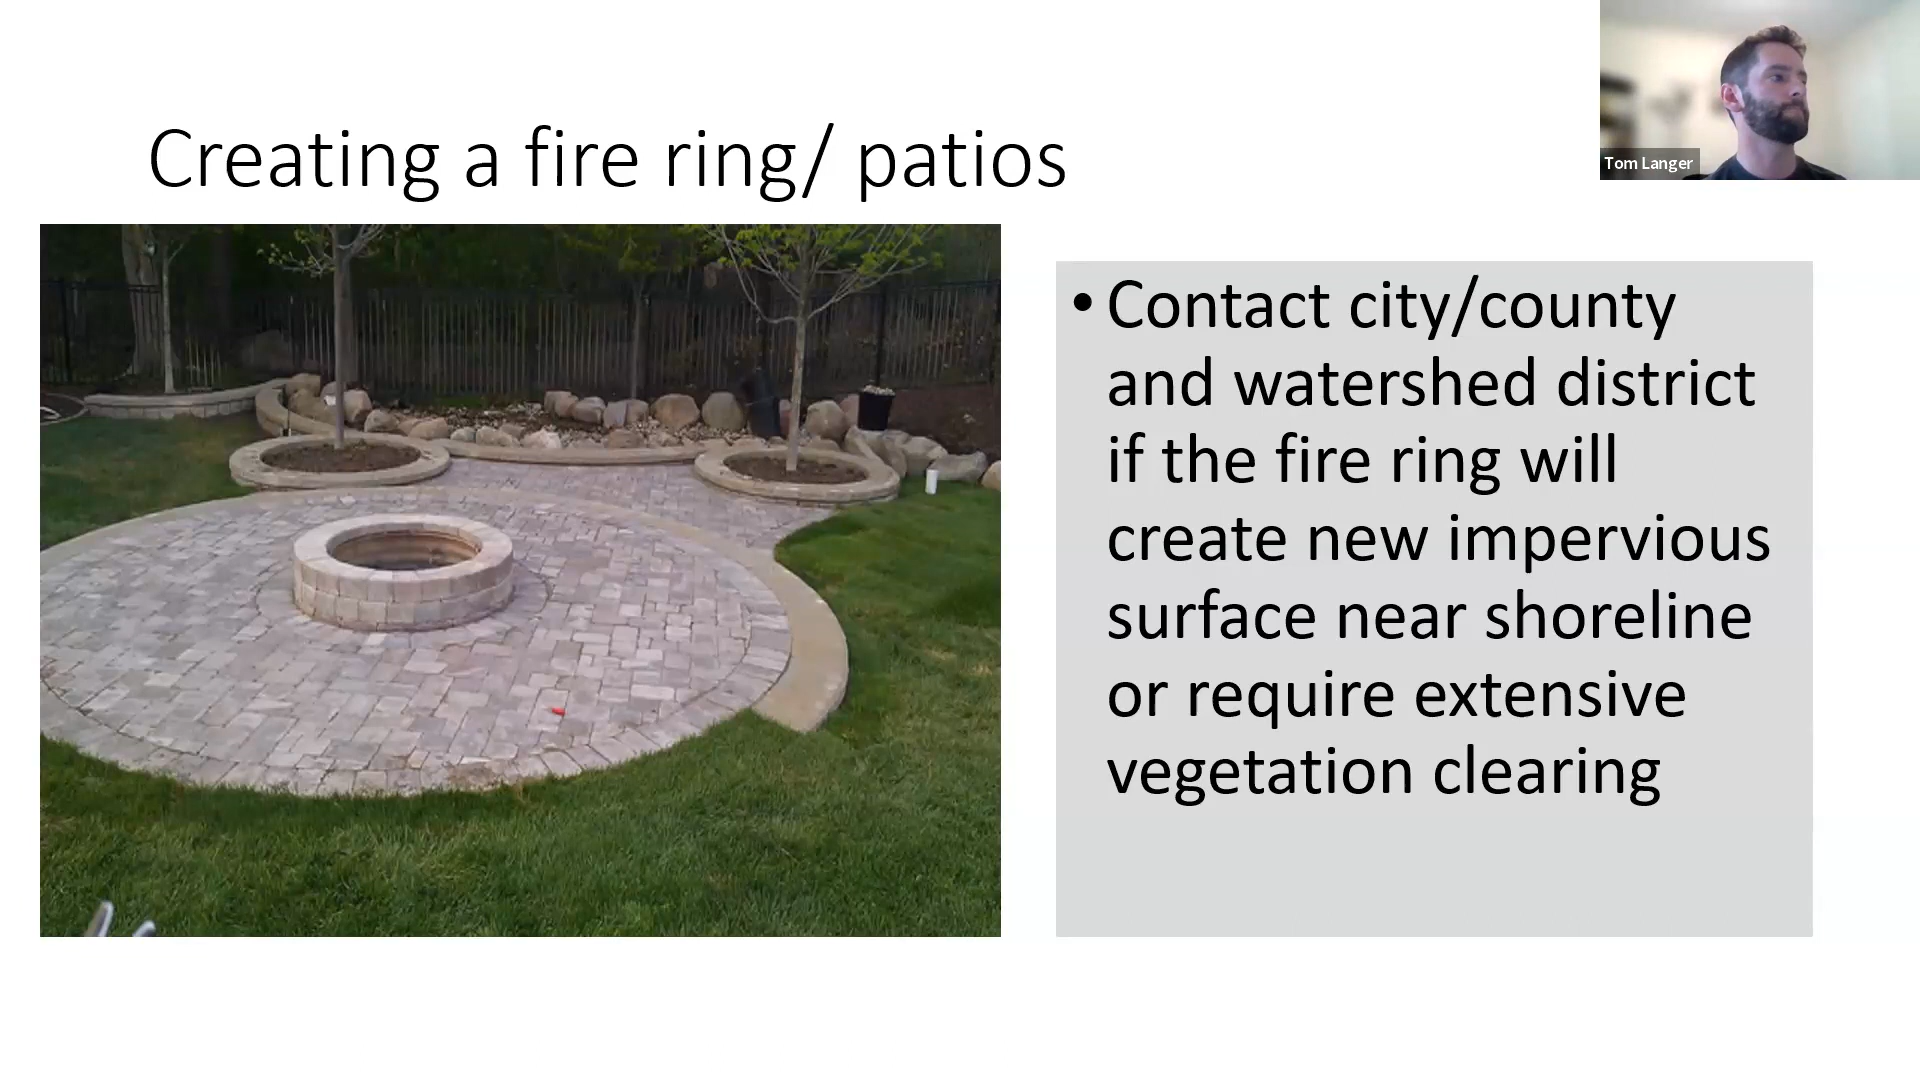 Tom Langer
Creating a fire ring/ patios
• Contact city/county
and watershed district
if the fire ring will
create new impervious
surface near shoreline
or require extensive
vegetation clearing